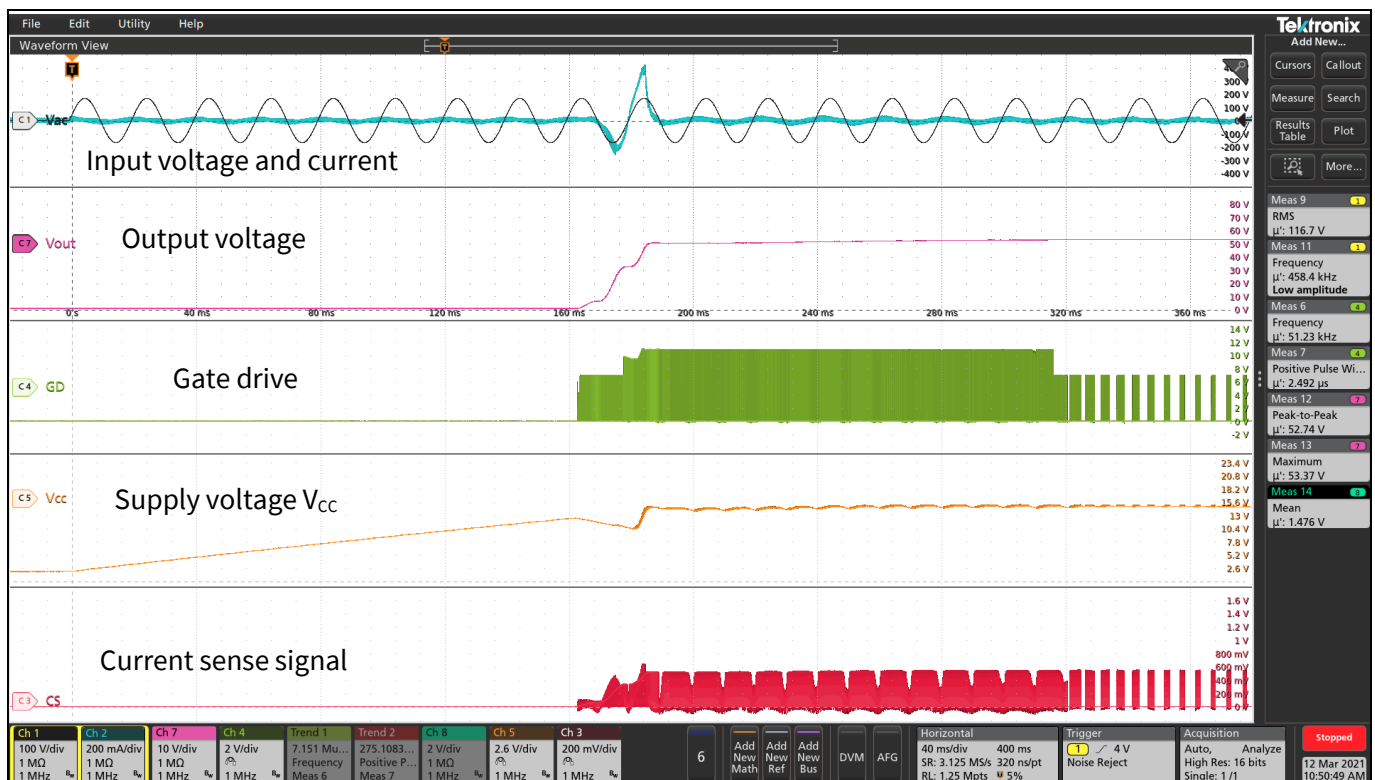 File Edit Utility Help
Tektronix
Waveform View
Add New...
Cursors Callout
Measure Search
Results Table Plot
More...
T
T
C1 Vac
300 V
200 V
100 V
-100 V
-200 V
-300 V
-400 V
Input voltage and current
80 V
70 V
60 V
50 V
40 V
30 V
20 V
10 V
0 V
C7 Vout
Output voltage
0 s 40 ms 80 ms 120 ms 160 ms 200 ms 240 ms 280 ms 320 ms 360 ms
14 V
12 V
10 V
8 V
6 V
4 V
2 V
0 V
-2 V
C4 GD
Gate drive
23.4 V
20.8 V
18.2 V
15.6 V
13 V
10.4 V
7.8 V
5.2 V
2.6 V
C5 Vcc
Supply voltage VCC
1.6 V
1.4 V
1.2 V
1 V
800 mV
600 mV
400 mV
200 mV
0 V
C3 CS
Current sense signal
Meas 9 1
RMS
µ': 116.7 V
Meas 11 1
Frequency
µ': 458.4 kHz
Low amplitude
Meas 6 4
Frequency
µ': 51.23 kHz
Meas 7 4
Positive Pulse Wi...
µ': 2.492 µs
Meas 12 7
Peak-to-Peak
µ': 52.74 V
Meas 13 7
Maximum
µ': 53.37 V
Meas 14 8
Mean
µ': 1.476 V
Ch 1
100 V/div
1 MΩ
1 MHz Bw
Ch 2
200 mA/div
1 MΩ
1 MHz Bw
Ch 7
10 V/div
1 MΩ
1 MHz Bw
Ch 4
2 V/div
1 MHz Bw
Trend 1
7.151 Mu...
Frequency
Meas 6
Trend 2
275.1083...
Positive P...
Meas 7
Ch 8
2 V/div
1 MΩ
1 MHz Bw
Ch 5
2.6 V/div
1 MHz Bw
Ch 3
200 mV/div
1 MHz Bw
6
Add New Math
Add New Ref
Add New Bus
DVM
AFG
Horizontal
40 ms/div 400 ms
SR: 3.125 MS/s 320 ns/pt
RL: 1.25 Mpts 5%
Trigger
1 4 V
Noise Reject
Acquisition
Auto, Analyze
High Res: 16 bits
Single: 1/1
Stopped
12 Mar 2021
10:50:49 AM